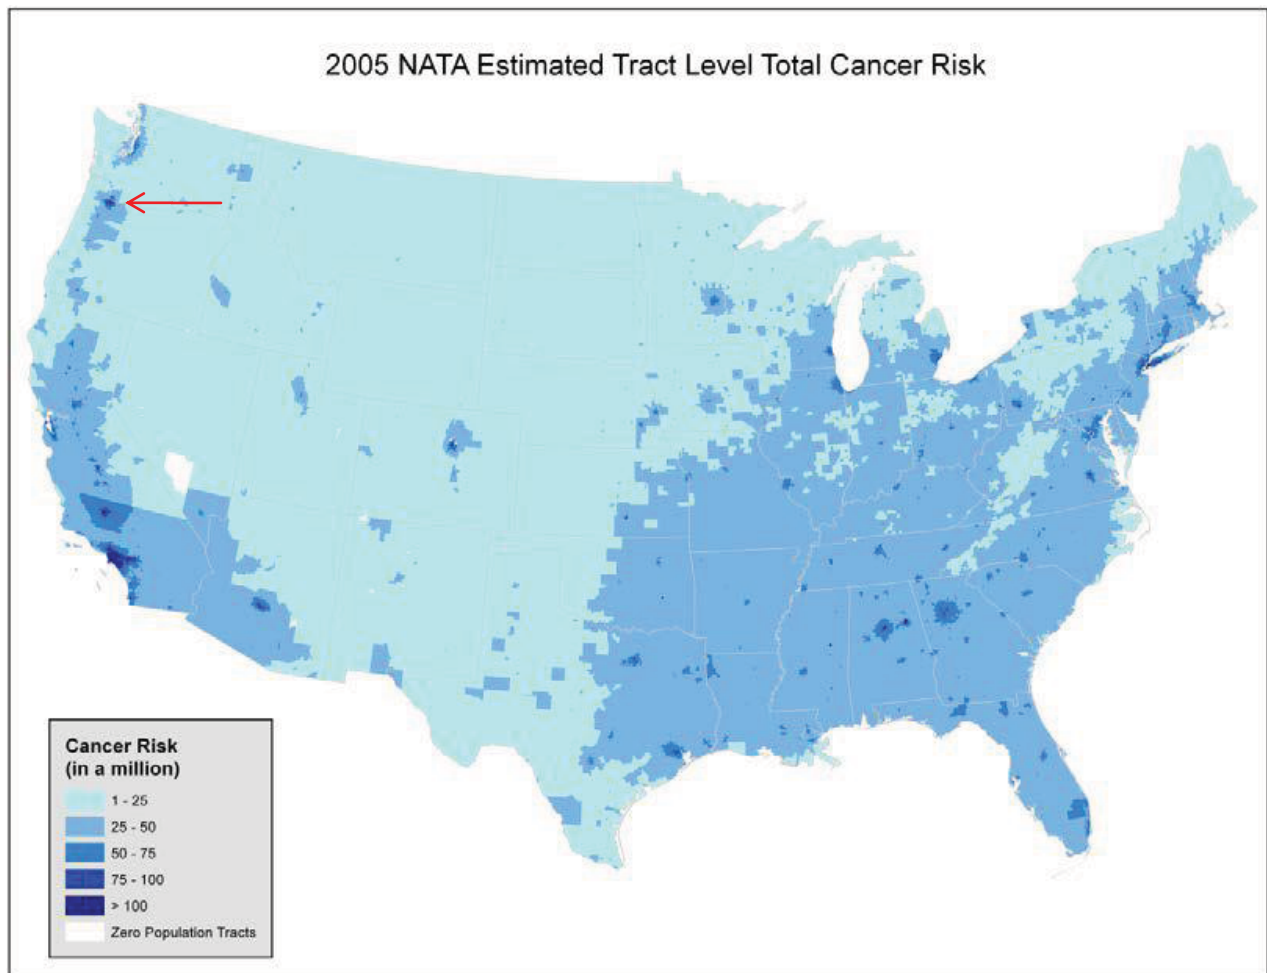 2005 NATA Estimated Tract Level Total Cancer Risk
Cancer Risk
(in a million)
1 - 25
25 - 50
50 - 75
75 - 100
> 100
Zero Population Tracts